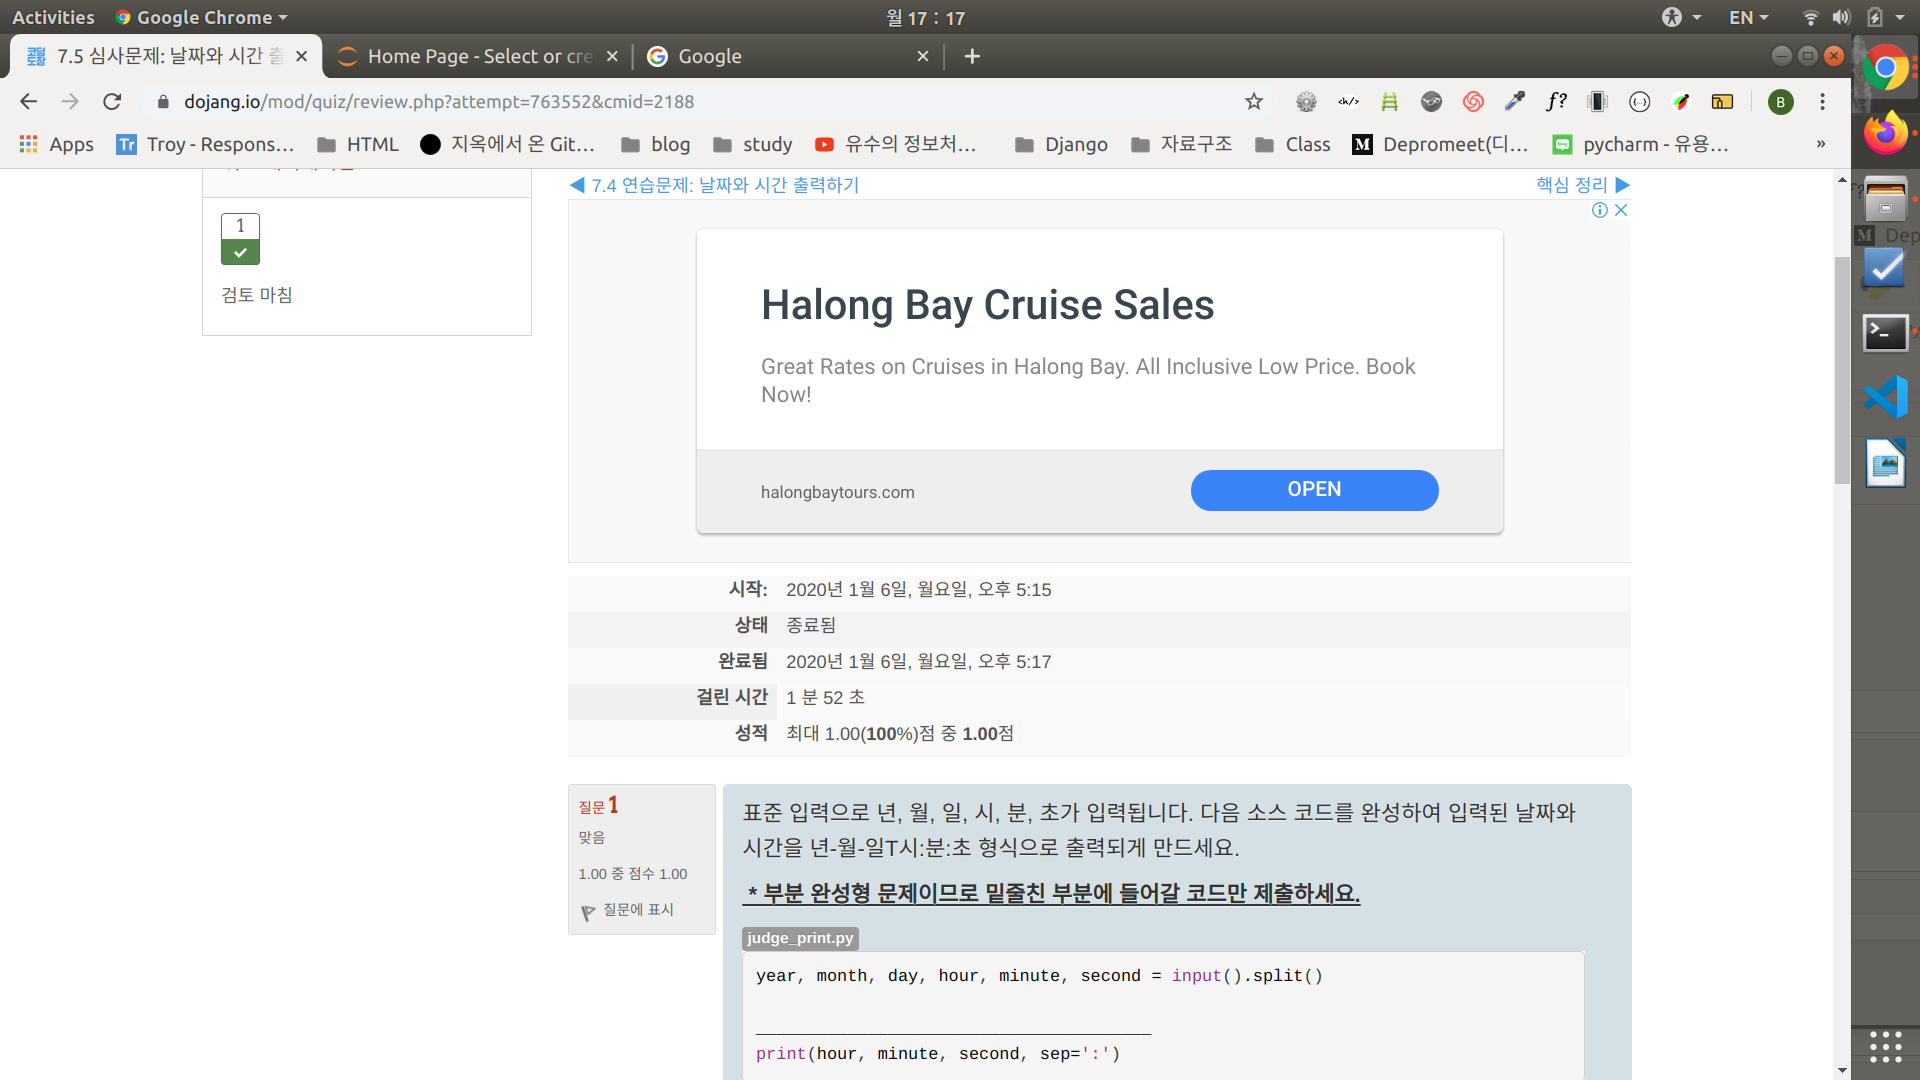 Activities
Google Chrome
월 17 : 17
EN
7.5 심사문제: 날짜와 시간 출
Home Page - Select or cre
Google
dojang.io/mod/quiz/review.php?attempt=763552&cmid=2188
B
Apps
Troy - Respons...
HTML
지옥에서 온 Git...
blog
study
유수의 정보처...
Django
자료구조
Class
Depromeet(디...
pycharm - 유용...
»
◀ 7.4 연습문제: 날짜와 시간 출력하기
핵심 정리 ▶
1
검토 마침
Halong Bay Cruise Sales
Great Rates on Cruises in Halong Bay. All Inclusive Low Price. Book
Now!
halongbaytours.com
OPEN
시작: 2020년 1월 6일, 월요일, 오후 5:15
상태 종료됨
완료됨 2020년 1월 6일, 월요일, 오후 5:17
걸린 시간 1 분 52 초
성적 최대 1.00(100%)점 중 1.00점
질문 1
맞음
1.00 중 점수 1.00
질문에 표시
표준 입력으로 년, 월, 일, 시, 분, 초가 입력됩니다. 다음 소스 코드를 완성하여 입력된 날짜와
시간을 년-월-일T시:분:초 형식으로 출력되게 만드세요.
* 부분 완성형 문제이므로 밑줄친 부분에 들어갈 코드만 제출하세요.
judge_print.py
year, month, day, hour, minute, second = input().split()
_______________________________________
print(hour, minute, second, sep=':')
M Dep